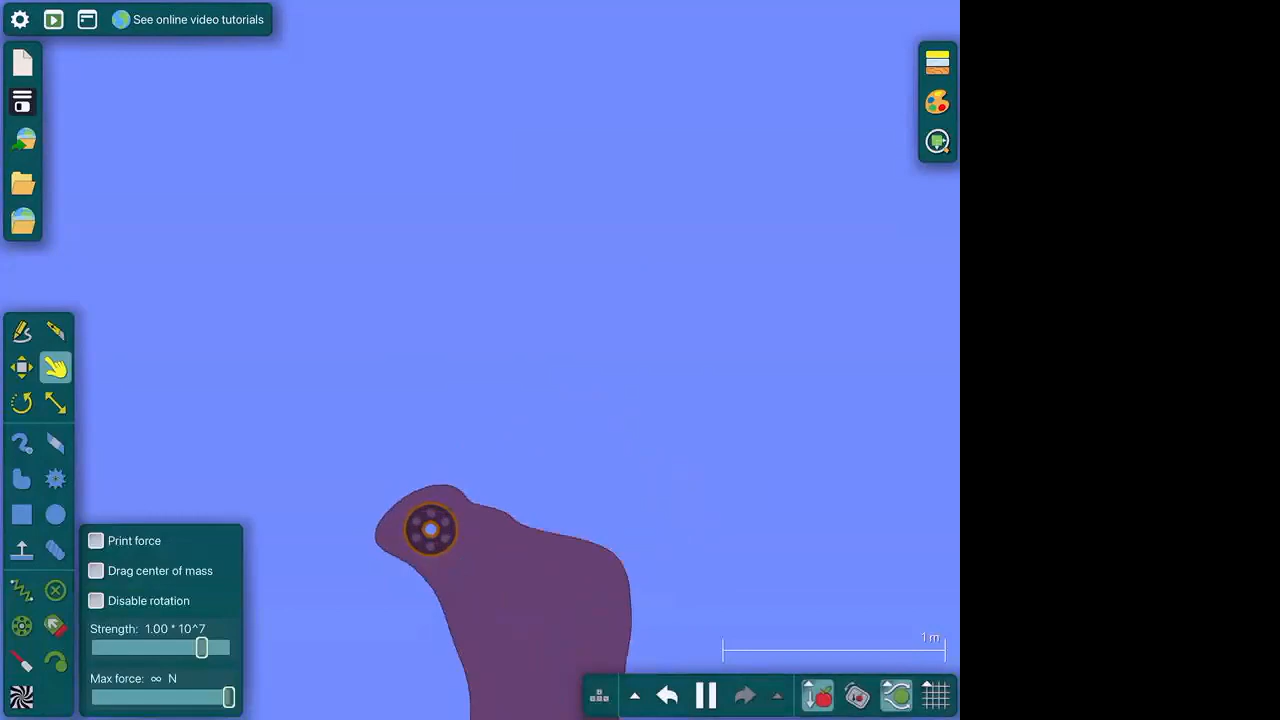 See online video tutorials
Print force
Drag center of mass
Disable rotation
Strength: 1.00 * 10^7
1 m
Max force: ∞ N